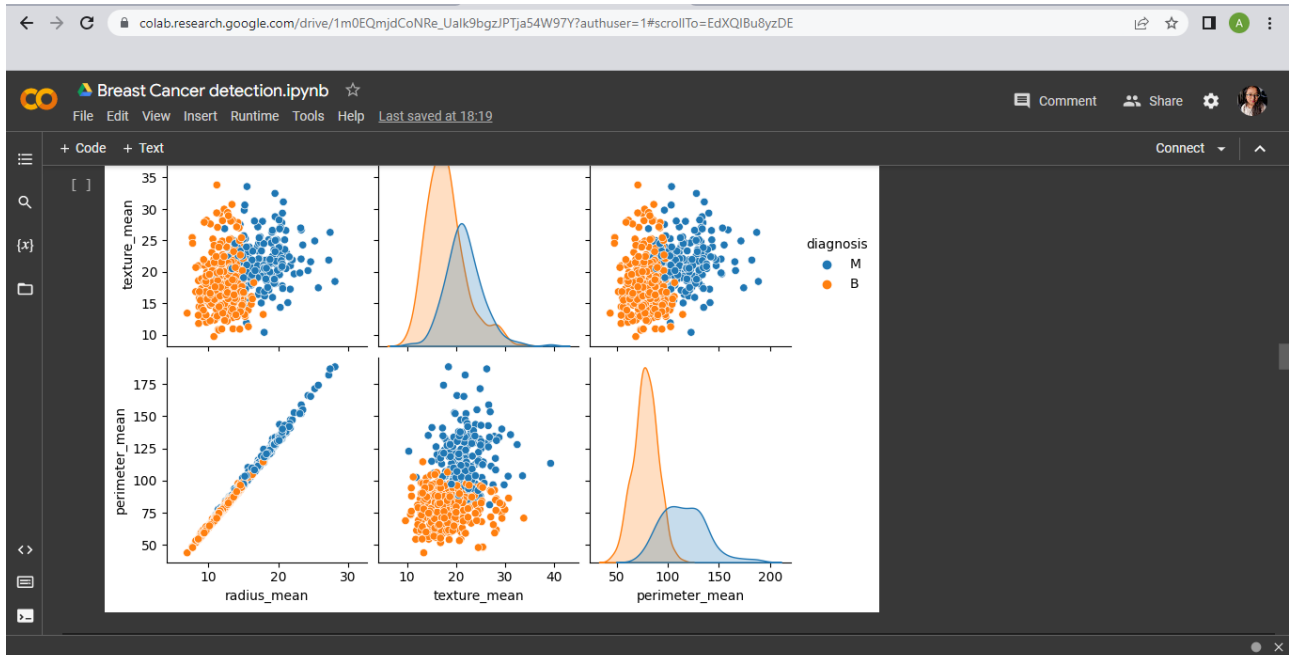 colab.research.google.com/drive/1m0EQmjdCoNRe_UaIk9bgzJPTja54W97Y?authuser=1#scrollTo=EdXQIBu8yzDE
A
CO
Breast Cancer detection.ipynb
Comment
Share
File Edit View Insert Runtime Tools Help Last saved at 18:19
+ Code + Text
Connect
[ ]
{x}
texture_mean
35
30
25
20
15
10
diagnosis
M
B
perimeter_mean
175
150
125
100
75
50
10 20 30
10 20 30 40
50 100 150 200
radius_mean
texture_mean
perimeter_mean